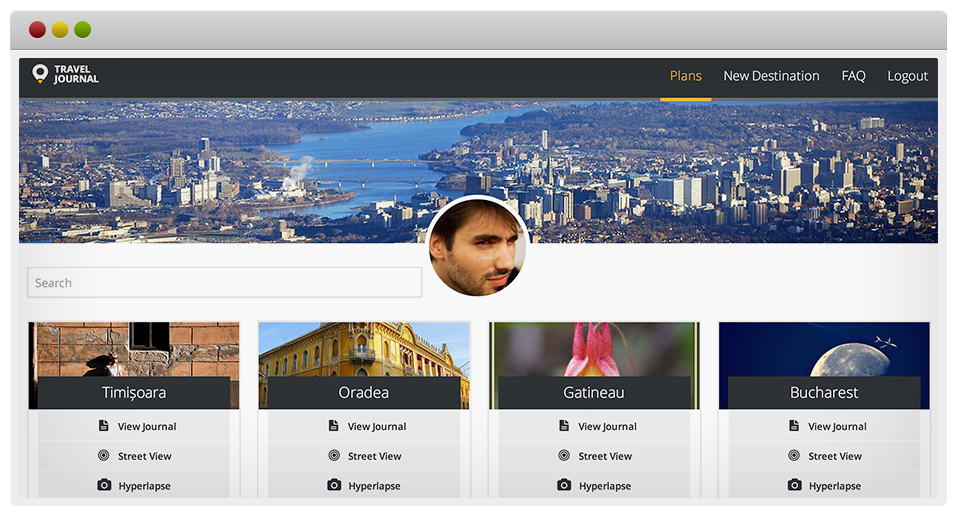 TRAVEL
JOURNAL
Plans New Destination FAQ Logout
Search
Timișoara Oradea Gatineau Bucharest
View Journal View Journal View Journal View Journal
Street View Street View Street View Street View
Hyperlapse Hyperlapse Hyperlapse Hyperlapse